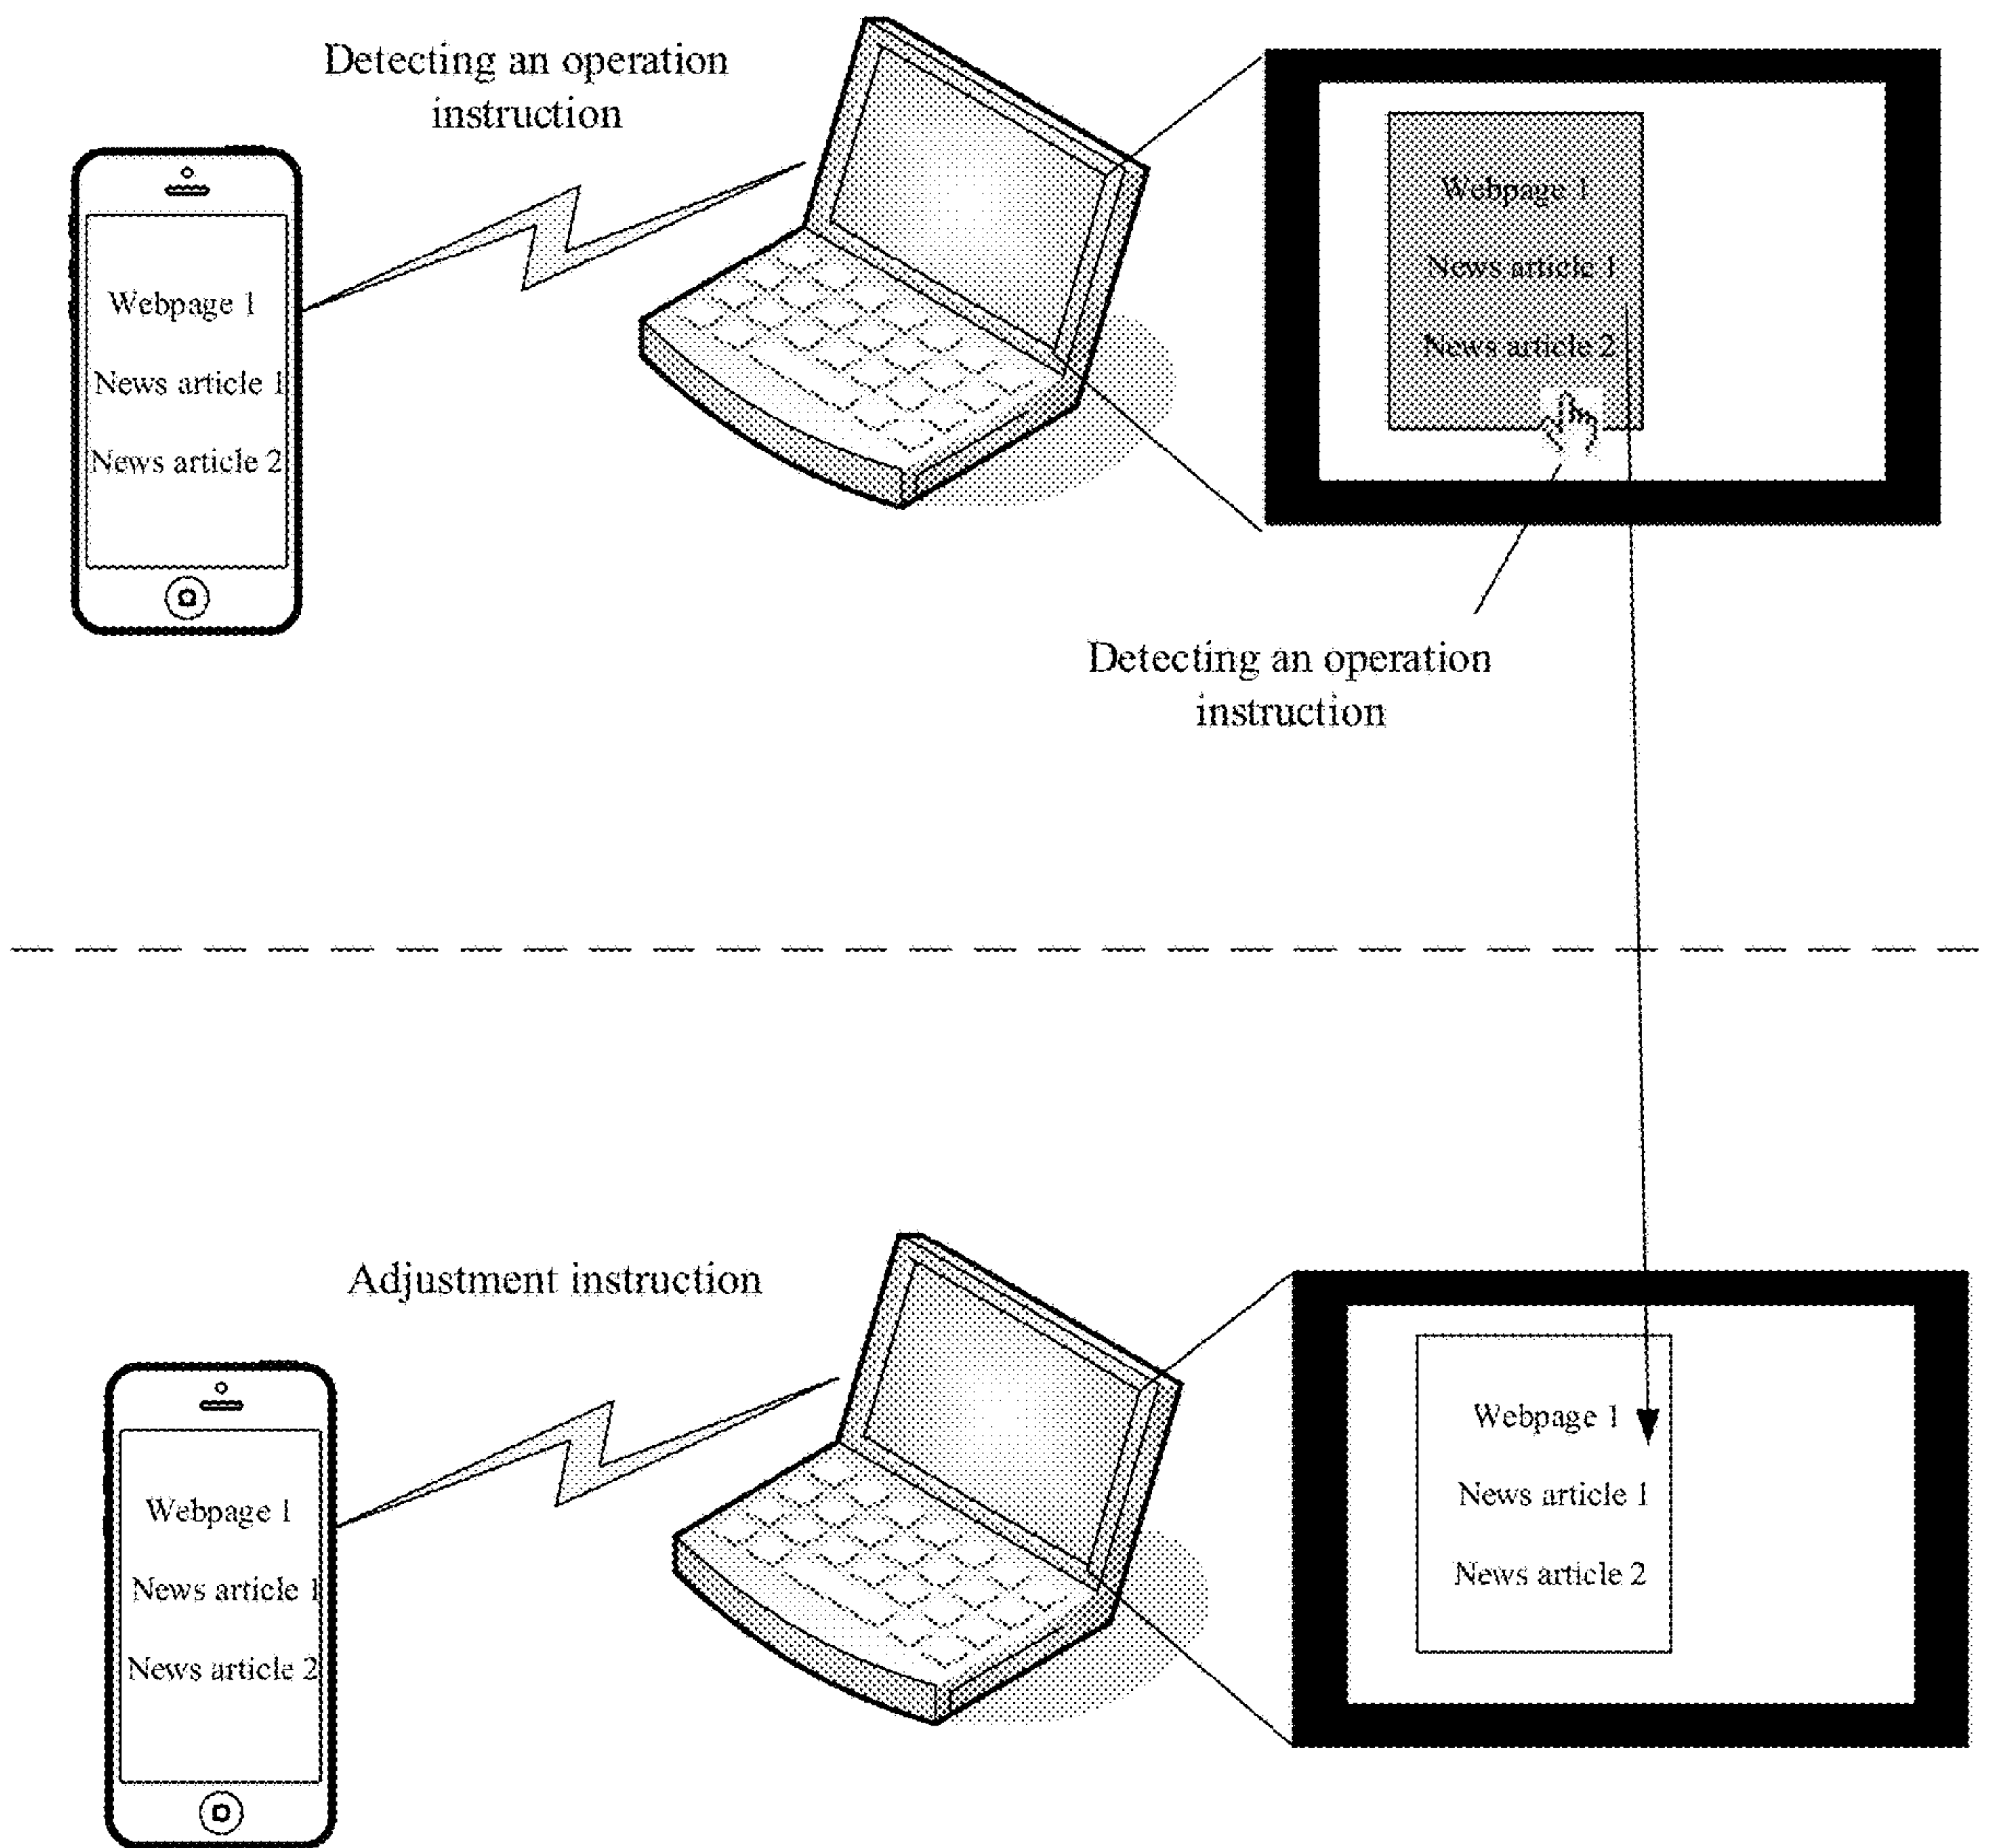 Detecting an operation
instruction
Webpage 1
News article 1
News article 2
Webpage 1
News article 1
News article 2
Detecting an operation
instruction
Adjustment instruction
Webpage 1
News article 1
News article 2
Webpage 1
News article 1
News article 2